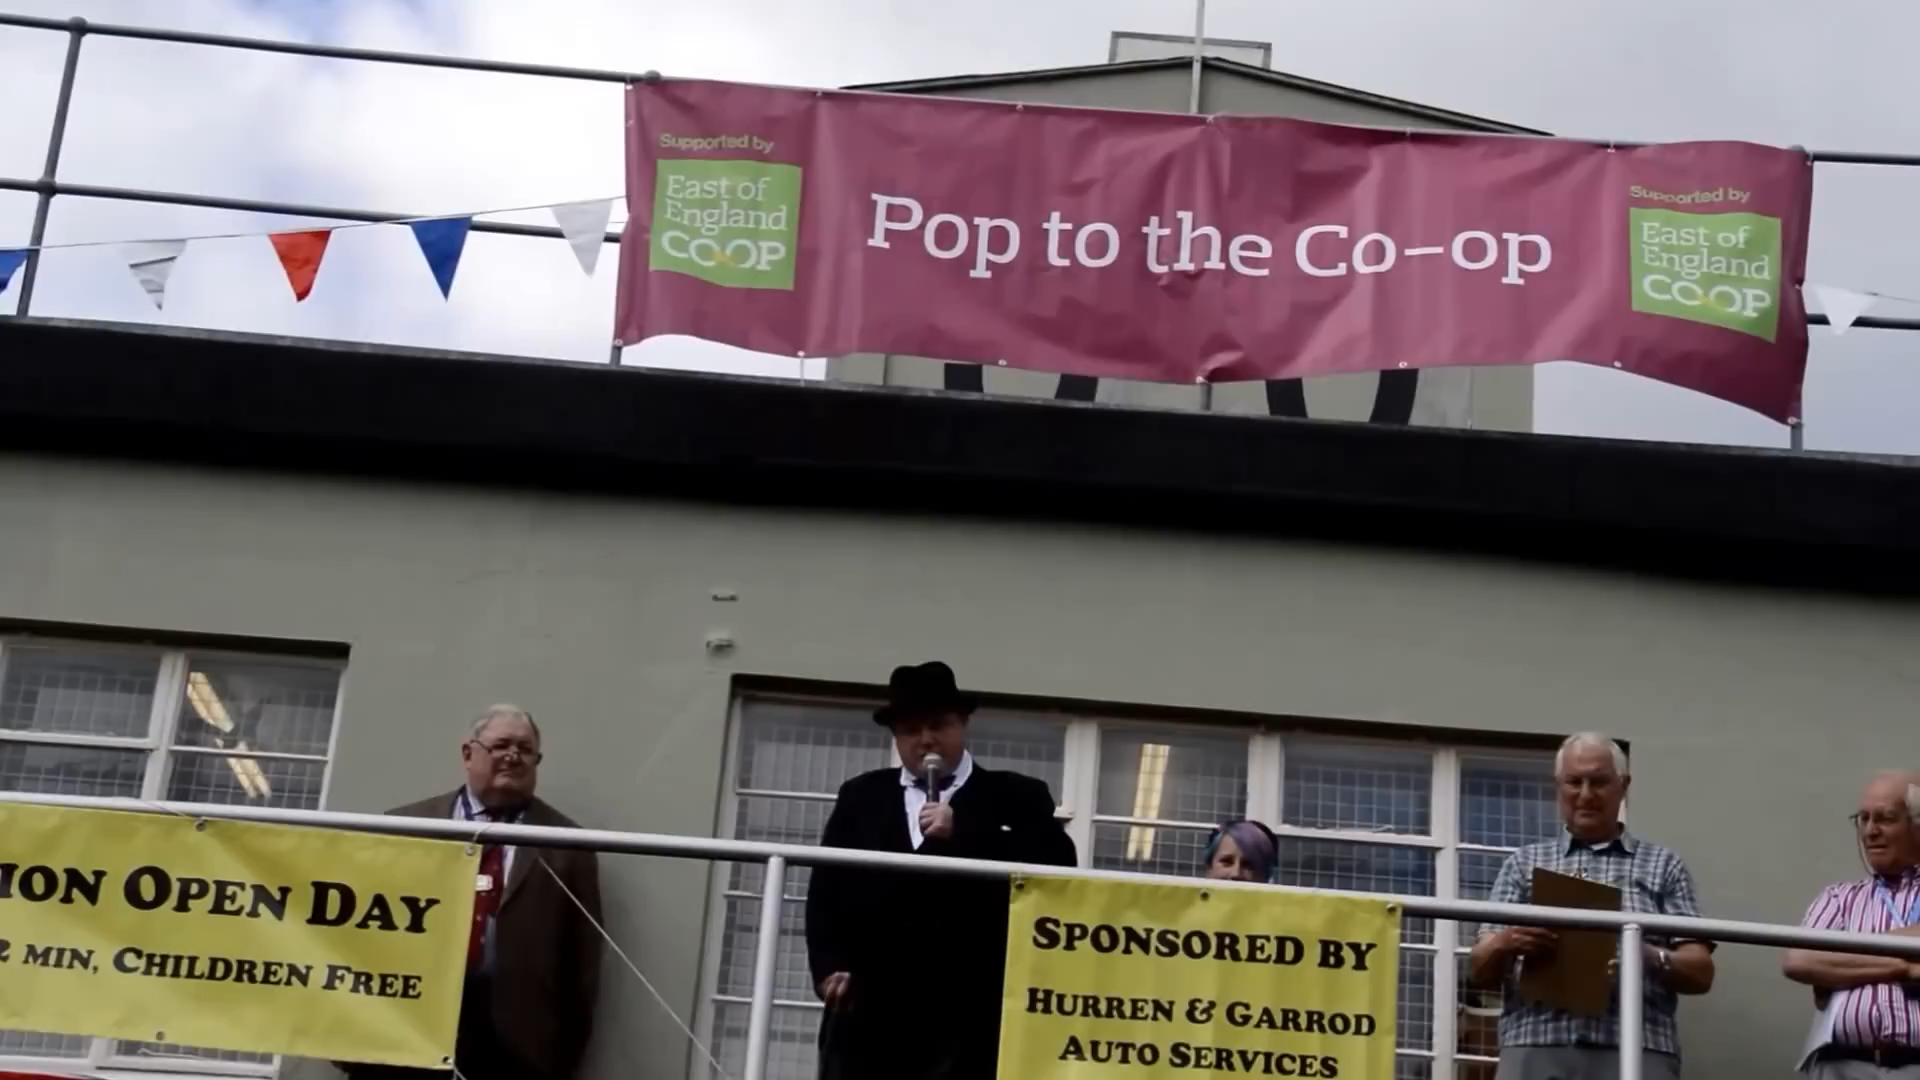 Supported by
East of
England
COOP
Pop to the Co-op
Supported by
East of
England
COOP
ION OPEN DAY
2 MIN, CHILDREN FREE
SPONSORED BY
HURREN & GARROD
AUTO SERVICES